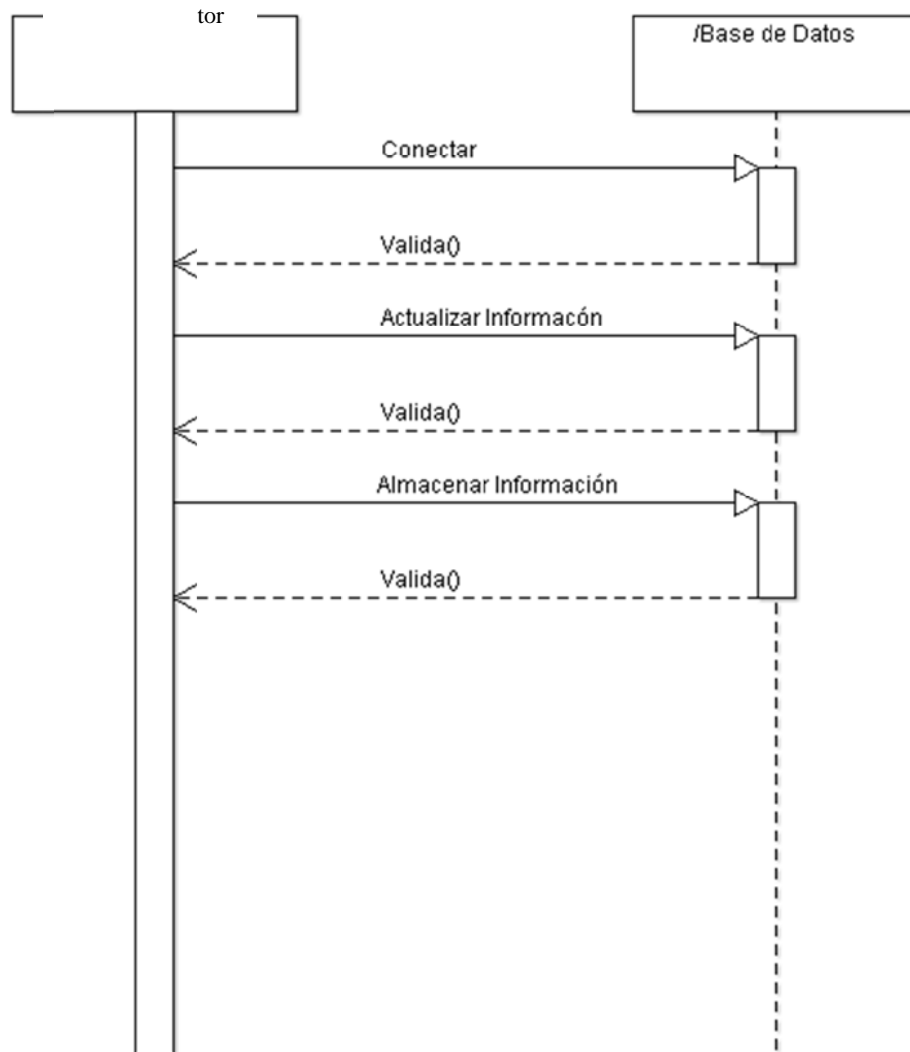 tor
/Base de Datos
Conectar
Valida()
Actualizar Informacón
Valida()
Almacenar Información
Valida()